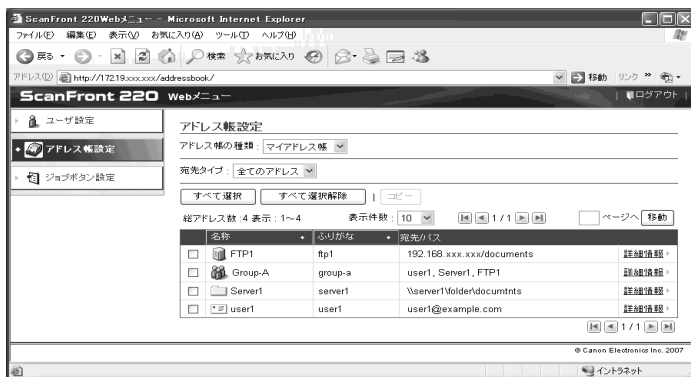 ScanFront 220Webメニュー - Microsoft Internet Explorer
ファイル(F) 編集(E) 表示(V) お気に入り(A) ツール(T) ヘルプ(H)
戻る 検索 お気に入り
アドレス(D) http://172.19.xxx.xxx/addressbook/ 移動 リンク »
ScanFront 220 Webメニュー ログアウト
ユーザ設定
アドレス帳設定
ジョブボタン設定
アドレス帳設定
アドレス帳の種類 : マイアドレス帳
宛先タイプ : 全てのアドレス
すべて選択 すべて選択解除 | コピー
総アドレス数 :4 表示 : 1～4 表示件数 : 10 1 / 1 ページへ 移動
名称 ふりがな 宛先/パス
FTP1 ftp1 192.168.xxx.xxx/documents 詳細情報
Group-A group-a user1, Server1, FTP1 詳細情報
Server1 server1 \\server1\folder\documtnts 詳細情報
user1 user1 user1@example.com 詳細情報
1 / 1
© Canon Electronics Inc. 2007
イントラネット